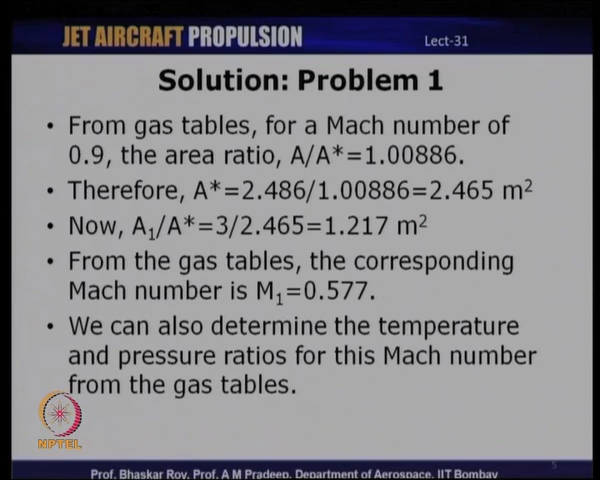 JET AIRCRAFT PROPULSION
Lect-31
Solution: Problem 1
• From gas tables, for a Mach number of
0.9, the area ratio, A/A*=1.00886.
• Therefore, A*=2.486/1.00886=2.465 m²
• Now, A₁/A*=3/2.465=1.217 m²
• From the gas tables, the corresponding
Mach number is M₁=0.577.
• We can also determine the temperature
and pressure ratios for this Mach number
from the gas tables.
NPTEL
5
Prof. Bhaskar Roy, Prof. A M Pradeep, Department of Aerospace, IIT Bombay